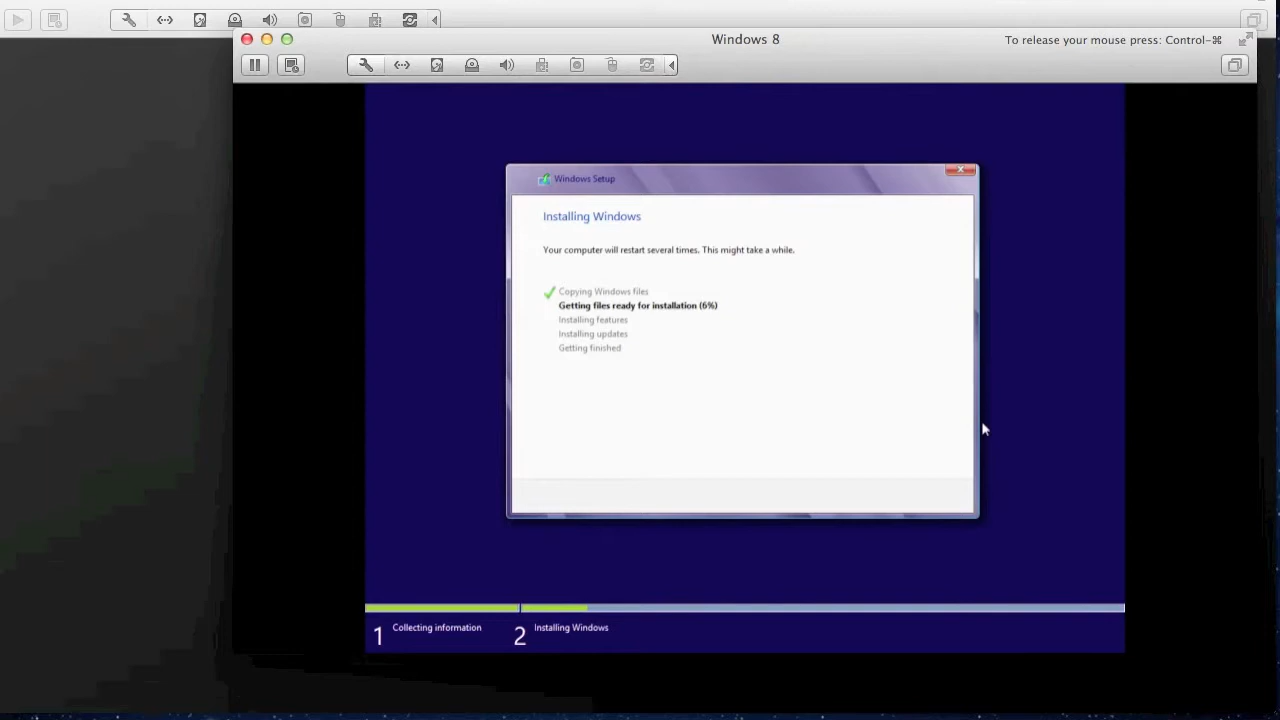 Windows 8
To release your mouse press: Control-⌘
Windows Setup
Installing Windows
Your computer will restart several times. This might take a while.
Copying Windows files
Getting files ready for installation (6%)
Installing features
Installing updates
Getting finished
1 Collecting information 2 Installing Windows